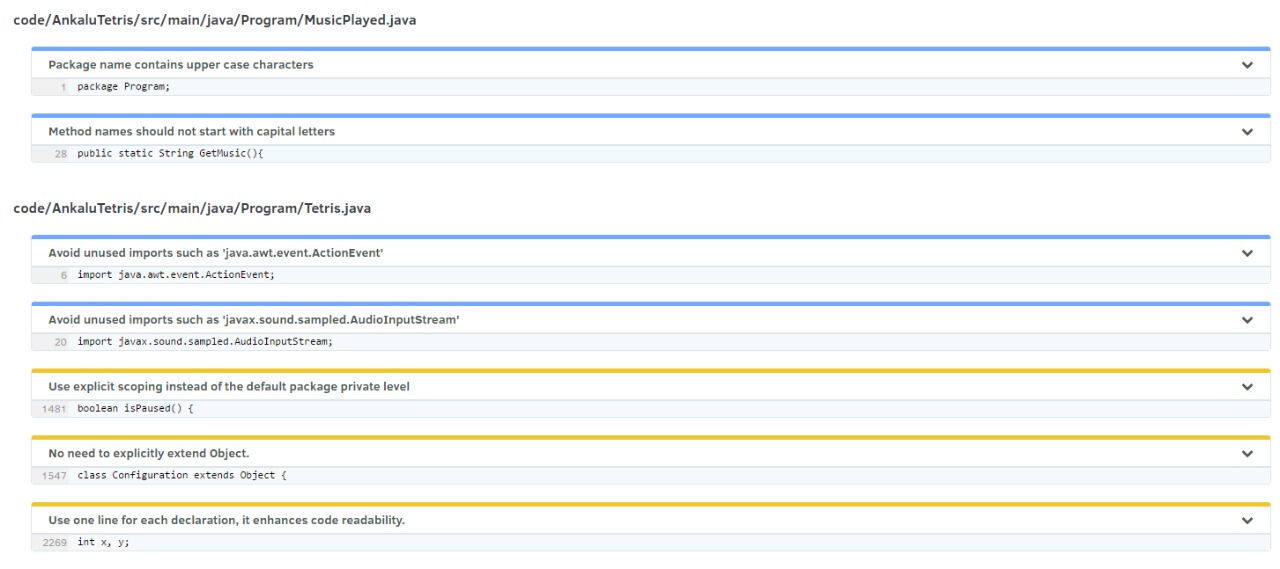 code/AnkaluTetris/src/main/java/Program/MusicPlayed.java
Package name contains upper case characters
1 package Program;
Method names should not start with capital letters
28 public static String GetMusic(){
code/AnkaluTetris/src/main/java/Program/Tetris.java
Avoid unused imports such as 'java.awt.event.ActionEvent'
6 import java.awt.event.ActionEvent;
Avoid unused imports such as 'javax.sound.sampled.AudioInputStream'
20 import javax.sound.sampled.AudioInputStream;
Use explicit scoping instead of the default package private level
1481 boolean isPaused() {
No need to explicitly extend Object.
1547 class Configuration extends Object {
Use one line for each declaration, it enhances code readability.
2269 int x, y;